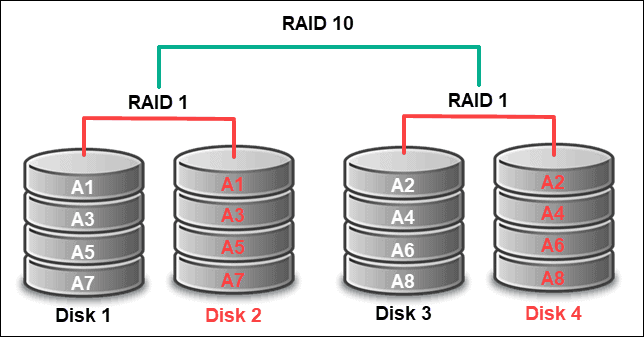 RAID 10
RAID 1 RAID 1
A1 A1 A2 A2
A3 A3 A4 A4
A5 A5 A6 A6
A7 A7 A8 A8
Disk 1 Disk 2 Disk 3 Disk 4